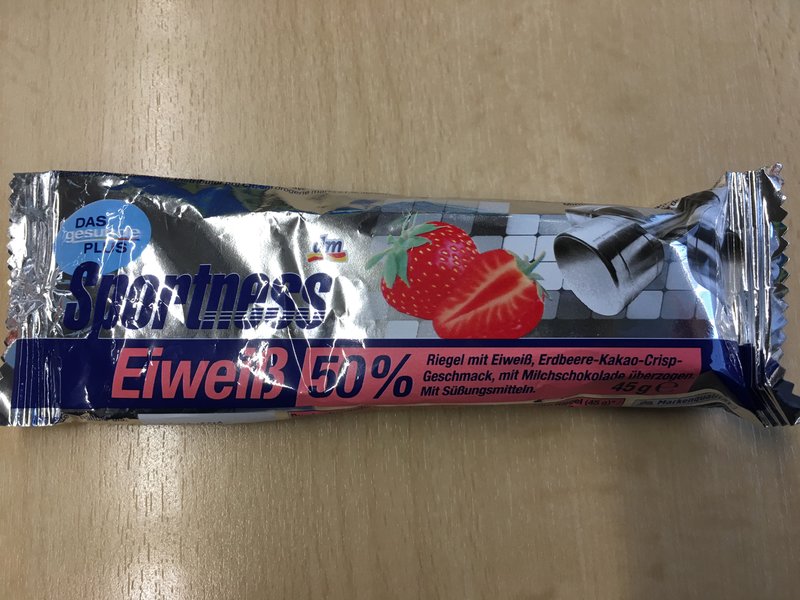 DAS
gesunde
PLUS
dm
Sportness
Eiweiß 50%
Riegel mit Eiweiß, Erdbeere-Kakao-Crisp-
Geschmack, mit Milchschokolade überzogen.
Mit Süßungsmitteln.
45 g ℮
(45 g)